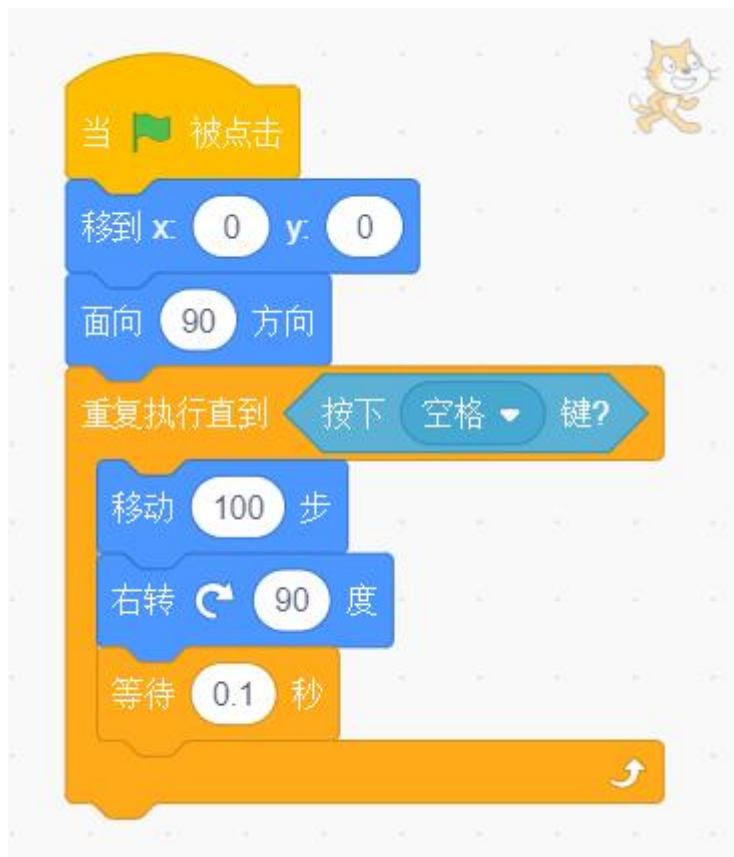 当 被点击
移到 x: 0 y: 0
面向 90 方向
重复执行直到 按下 空格 键?
移动 100 步
右转 90 度
等待 0.1 秒